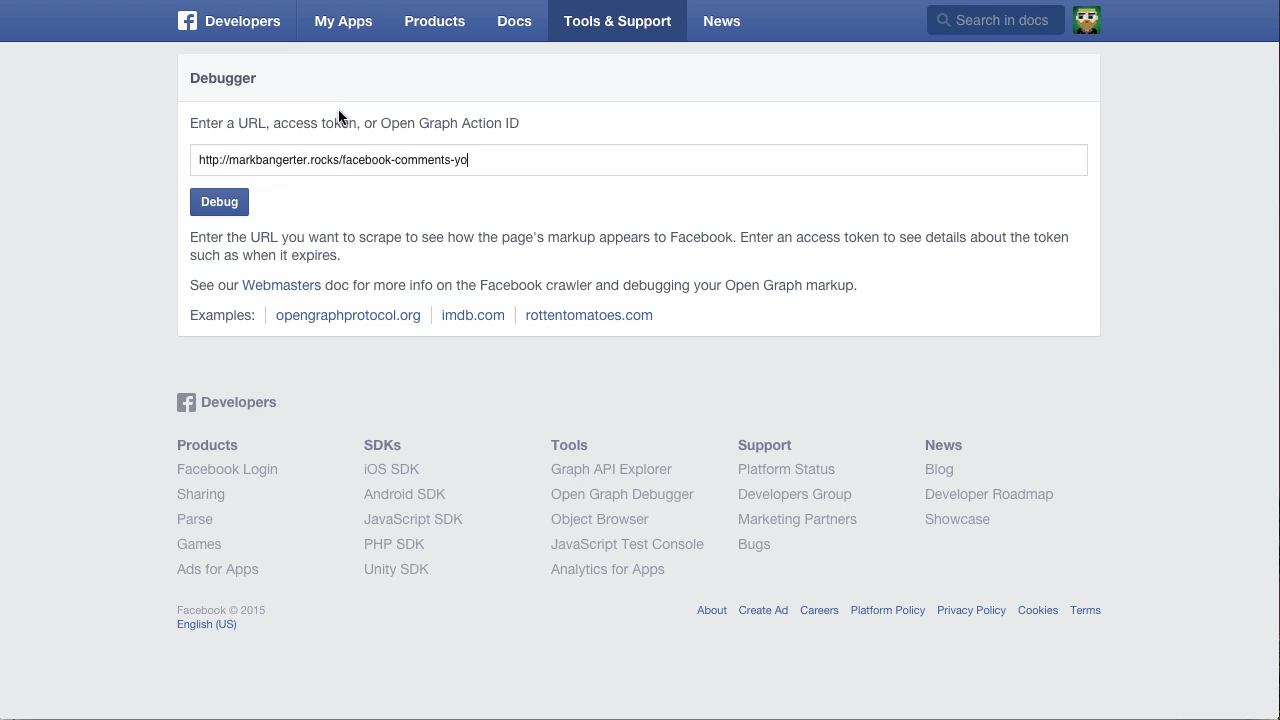 Developers My Apps Products Docs Tools & Support News Search in docs
Debugger
Enter a URL, access token, or Open Graph Action ID
http://markbangerter.rocks/facebook-comments-yo
Debug
Enter the URL you want to scrape to see how the page's markup appears to Facebook. Enter an access token to see details about the token
such as when it expires.
See our Webmasters doc for more info on the Facebook crawler and debugging your Open Graph markup.
Examples: opengraphprotocol.org imdb.com rottentomatoes.com
Developers
Products SDKs Tools Support News
Facebook Login iOS SDK Graph API Explorer Platform Status Blog
Sharing Android SDK Open Graph Debugger Developers Group Developer Roadmap
Parse JavaScript SDK Object Browser Marketing Partners Showcase
Games PHP SDK JavaScript Test Console Bugs
Ads for Apps Unity SDK Analytics for Apps
Facebook © 2015 About Create Ad Careers Platform Policy Privacy Policy Cookies Terms
English (US)